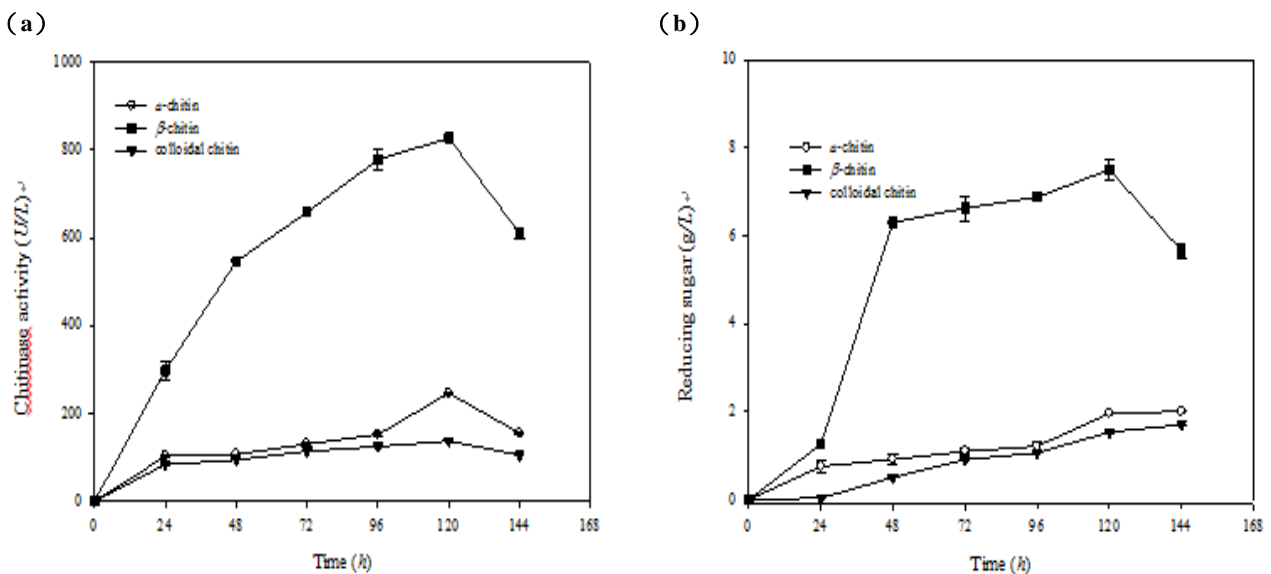 (a)
1000
800
600
400
200
0
Chitinase activity (U/L)↵
α-chitin
β-chitin
colloidal chitin
0 24 48 72 96 120 144 168
Time (h)
(b)
10
8
6
4
2
0
Reducing sugar (g/L)↵
α-chitin
β-chitin
colloidal chitin
0 24 48 72 96 120 144 168
Time (h)